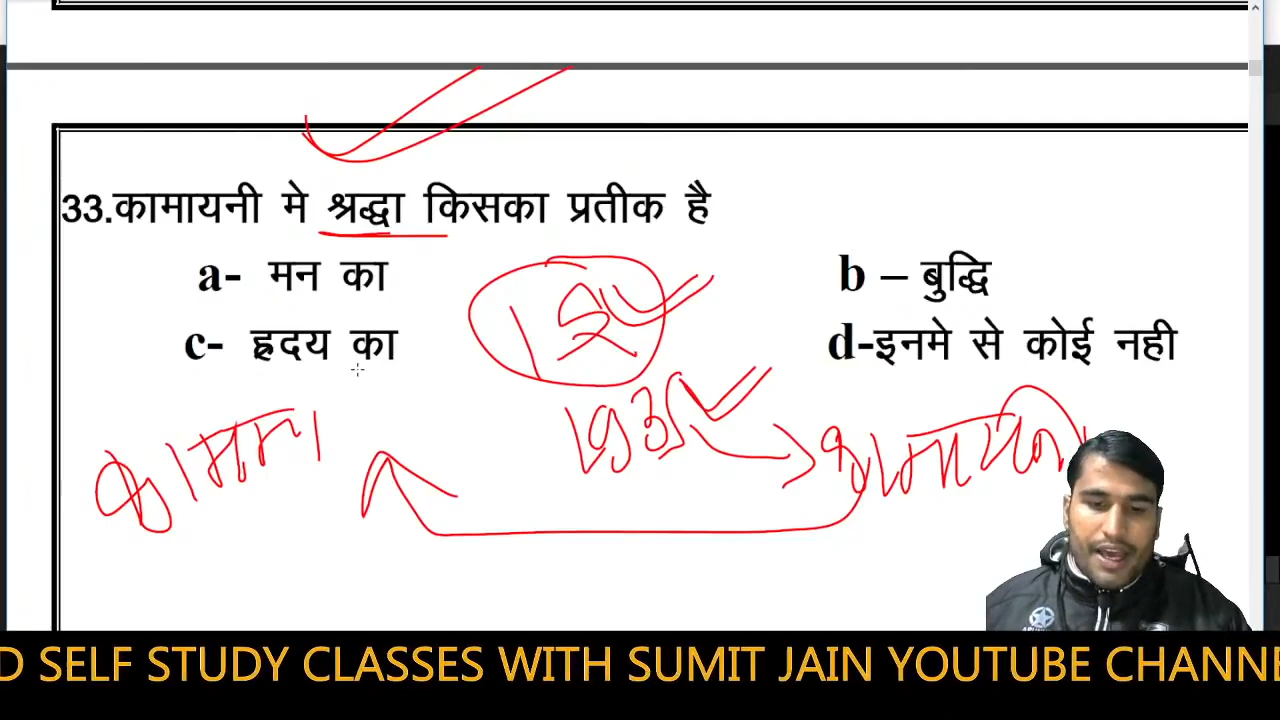 33.कामायनी मे श्रद्धा किसका प्रतीक है
a- मन का b – बुद्धि
c- ह्रदय का d-इनमे से कोई नही
1935
कामायनी
D SELF STUDY CLASSES WITH SUMIT JAIN YOUTUBE CHANNE